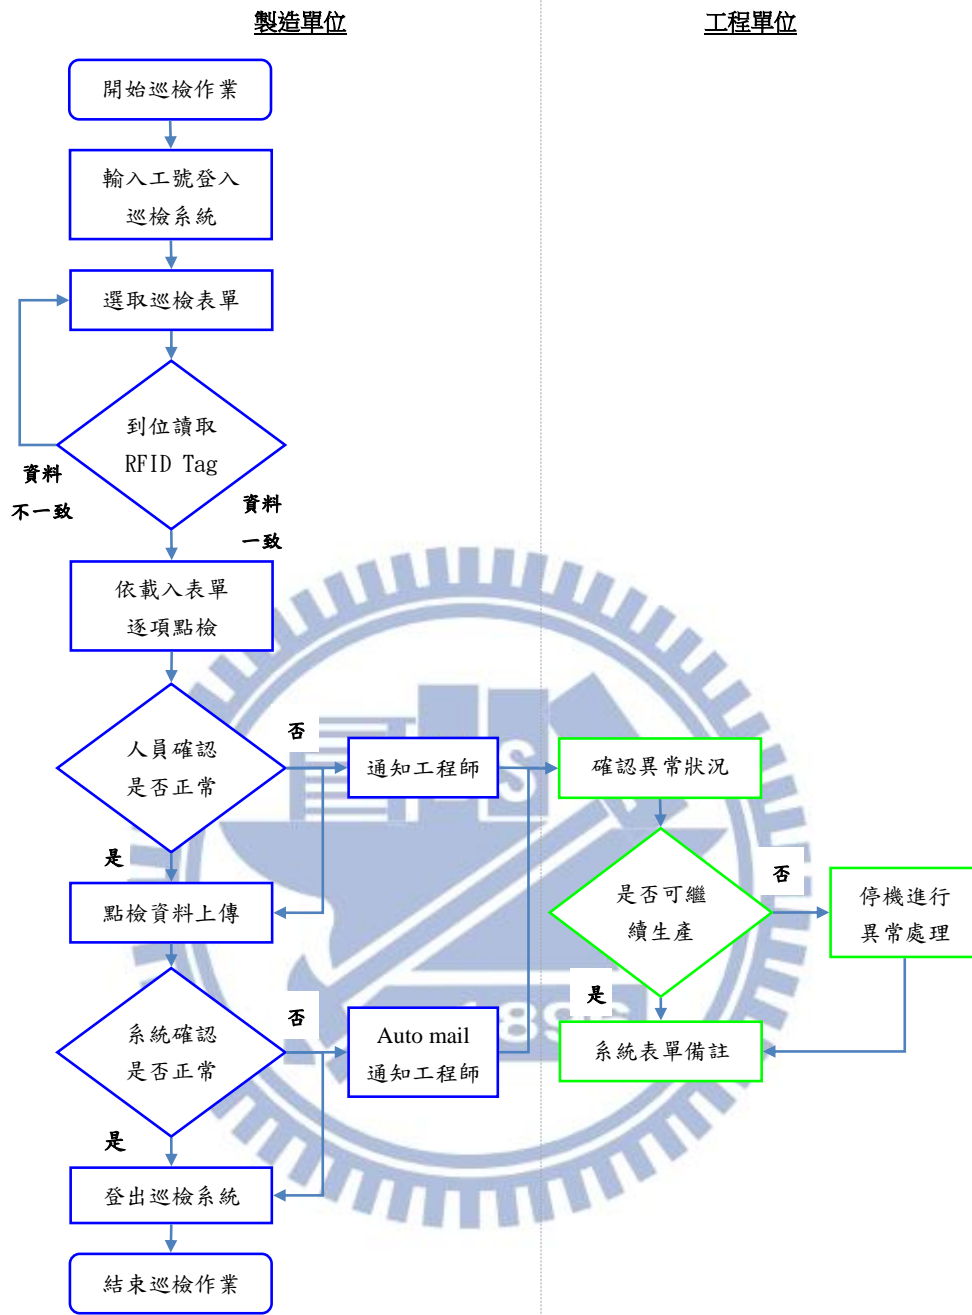 製造單位
工程單位
開始巡檢作業
輸入工號登入
巡檢系統
選取巡檢表單
到位讀取
RFID Tag
資料
不一致
資料
一致
依載入表單
逐項點檢
人員確認
是否正常
否
通知工程師
確認異常狀況
是
點檢資料上傳
是否可繼
續生產
否
停機進行
異常處理
是
系統確認
是否正常
否
Auto mail
通知工程師
系統表單備註
是
登出巡檢系統
結束巡檢作業